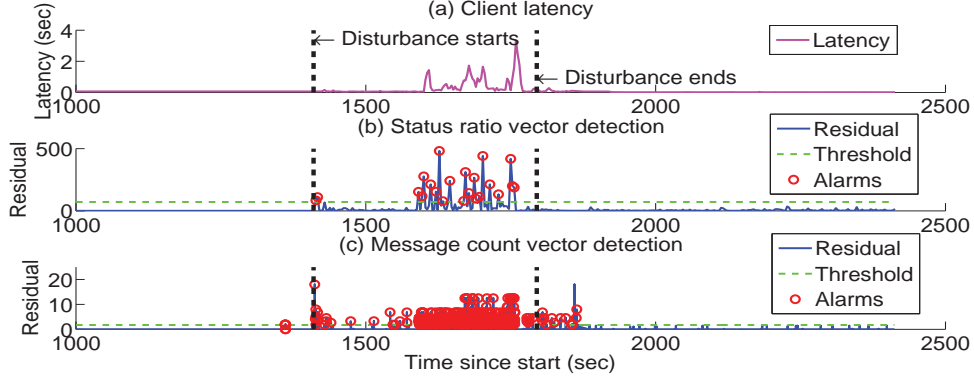 (a) Client latency
Latency (sec)
4
2
0
Disturbance starts
Disturbance ends
Latency
1000
1500
2000
2500
(b) Status ratio vector detection
Residual
500
0
Residual
Threshold
Alarms
1000
1500
2000
2500
(c) Message count vector detection
Residual
20
10
0
Residual
Threshold
Alarms
1000
1500
2000
2500
Time since start (sec)